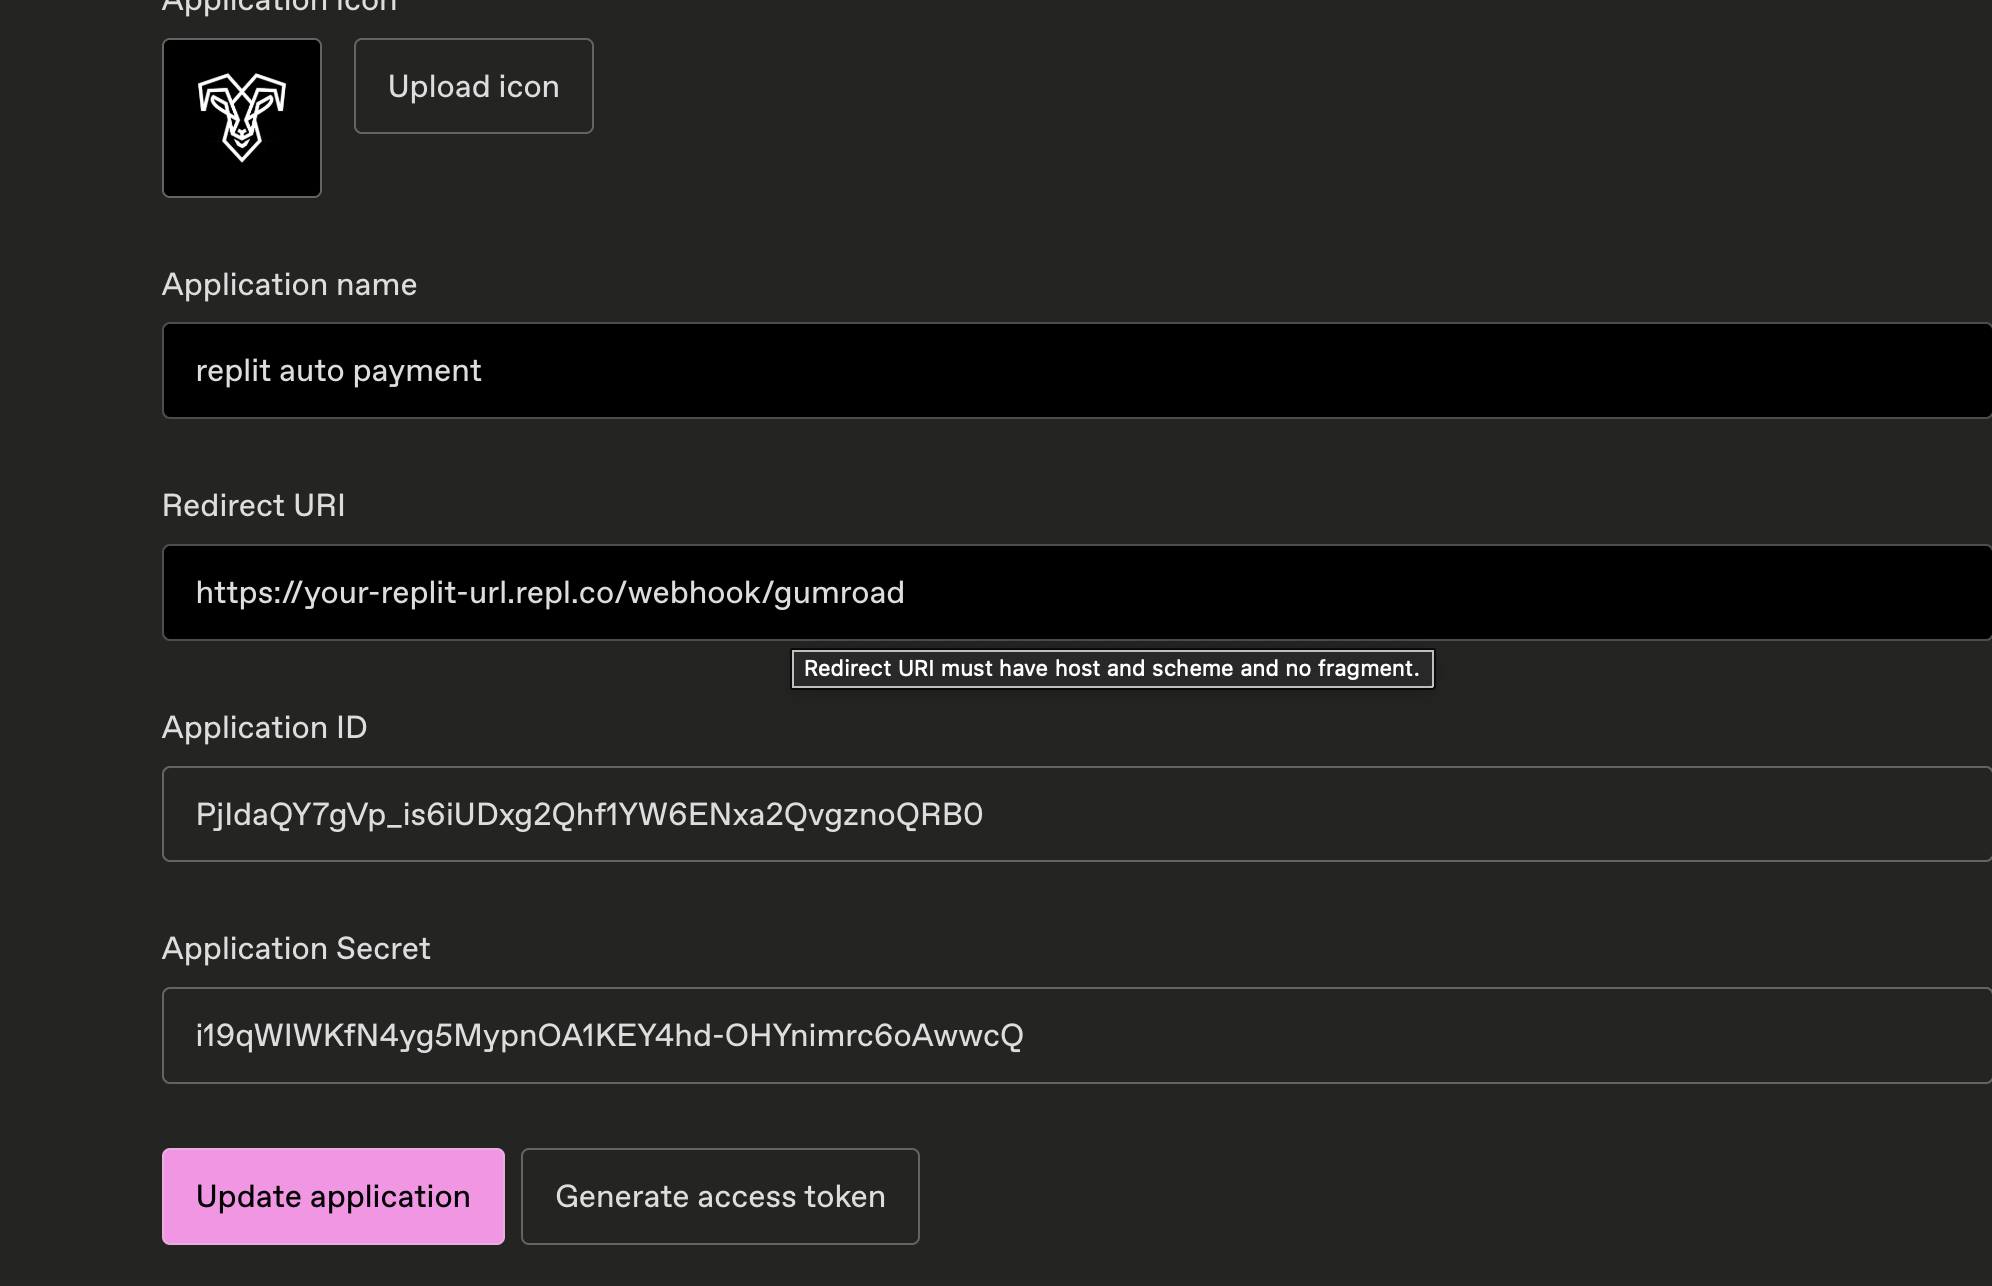 Application icon
Upload icon
Application name
replit auto payment
Redirect URI
https://your-replit-url.repl.co/webhook/gumroad
Redirect URI must have host and scheme and no fragment.
Application ID
PjIdaQY7gVp_is6iUDxg2Qhf1YW6ENxa2QvgznoQRB0
Application Secret
i19qWIWKfN4yg5MypnOA1KEY4hd-OHYnimrc6oAwwcQ
Update application
Generate access token